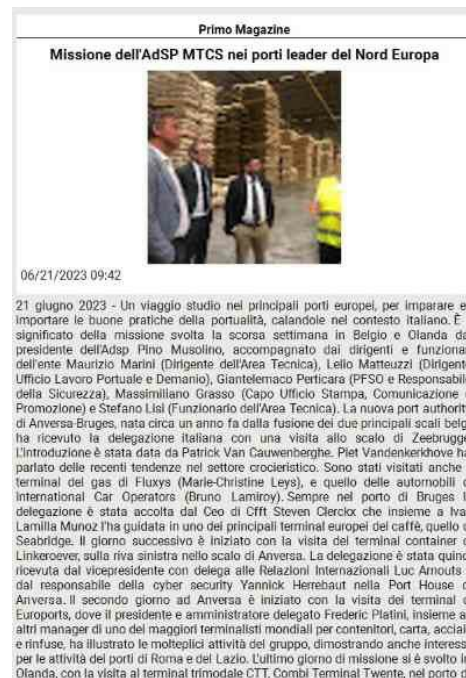 Primo Magazine
Missione dell'AdSP MTCS nei porti leader del Nord Europa
06/21/2023 09:42
21 giugno 2023 - Un viaggio studio nei principali porti europei, per imparare e
importare le buone pratiche della portualità, calandole nel contesto italiano. È
significato della missione svolta la scorsa settimana in Belgio e Olanda da
presidente dell'Adsp Pino Musolino, accompagnato dai dirigenti e funziona
dell'ente Maurizio Marini (Dirigente dell'Area Tecnica), Lelio Matteuzzi (Dirigent
Ufficio Lavoro Portuale e Demanio), Giantelemaco Perticara (PFSO e Responsabil
della Sicurezza), Massimiliano Grasso (Capo Ufficio Stampa, Comunicazione
Promozione) e Stefano Lisi (Funzionario dell'Area Tecnica). La nuova port authorit
di Anversa-Bruges, nata circa un anno fa dalla fusione dei due principali scali belg
ha ricevuto la delegazione italiana con una visita allo scalo di Zeebrugge
L'introduzione è stata data da Patrick Van Cauwenberghe. Piet Vandenkerkhove ha
parlato delle recenti tendenze nel settore crocieristico. Sono stati visitati anche
terminal del gas di Fluxys (Marie-Christine Leys), e quello delle automobili d
International Car Operators (Bruno Lamiroy). Sempre nel porto di Bruges l
delegazione è stata accolta dal Ceo di Cfft Steven Clerckx che insieme a Iva
Lamilla Munoz l'ha guidata in uno dei principali terminal europei del caffè, quello d
Seabridge. Il giorno successivo è iniziato con la visita del terminal container d
Linkeroever, sulla riva sinistra nello scalo di Anversa. La delegazione è stata quind
ricevuta dal vicepresidente con delega alle Relazioni Internazionali Luc Arnouts
dal responsabile della cyber security Yannick Herrebaut nella Port House d
Anversa. Il secondo giorno ad Anversa è iniziato con la visita dei terminal d
Euroports, dove il presidente e amministratore delegato Frederic Platini, insieme a
altri manager di uno dei maggiori terminalisti mondiali per contenitori, carta, acciai
e rinfuse, ha illustrato le molteplici attività del gruppo, dimostrando anche interess
per le attività dei porti di Roma e del Lazio. L'ultimo giorno di missione si è svolto i
Olanda, con la visita al terminal trimodale CTT, Combi Terminal Twente, nel porto d